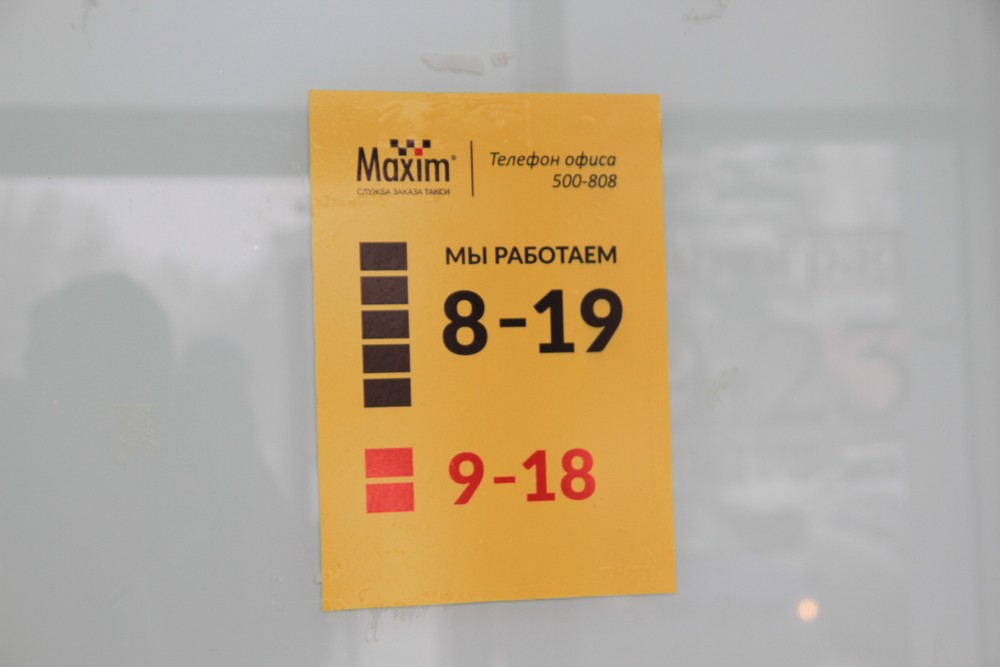 Maxim®
СЛУЖБА ЗАКАЗА ТАКСИ
Телефон офиса
500-808
МЫ РАБОТАЕМ
8-19
9-18